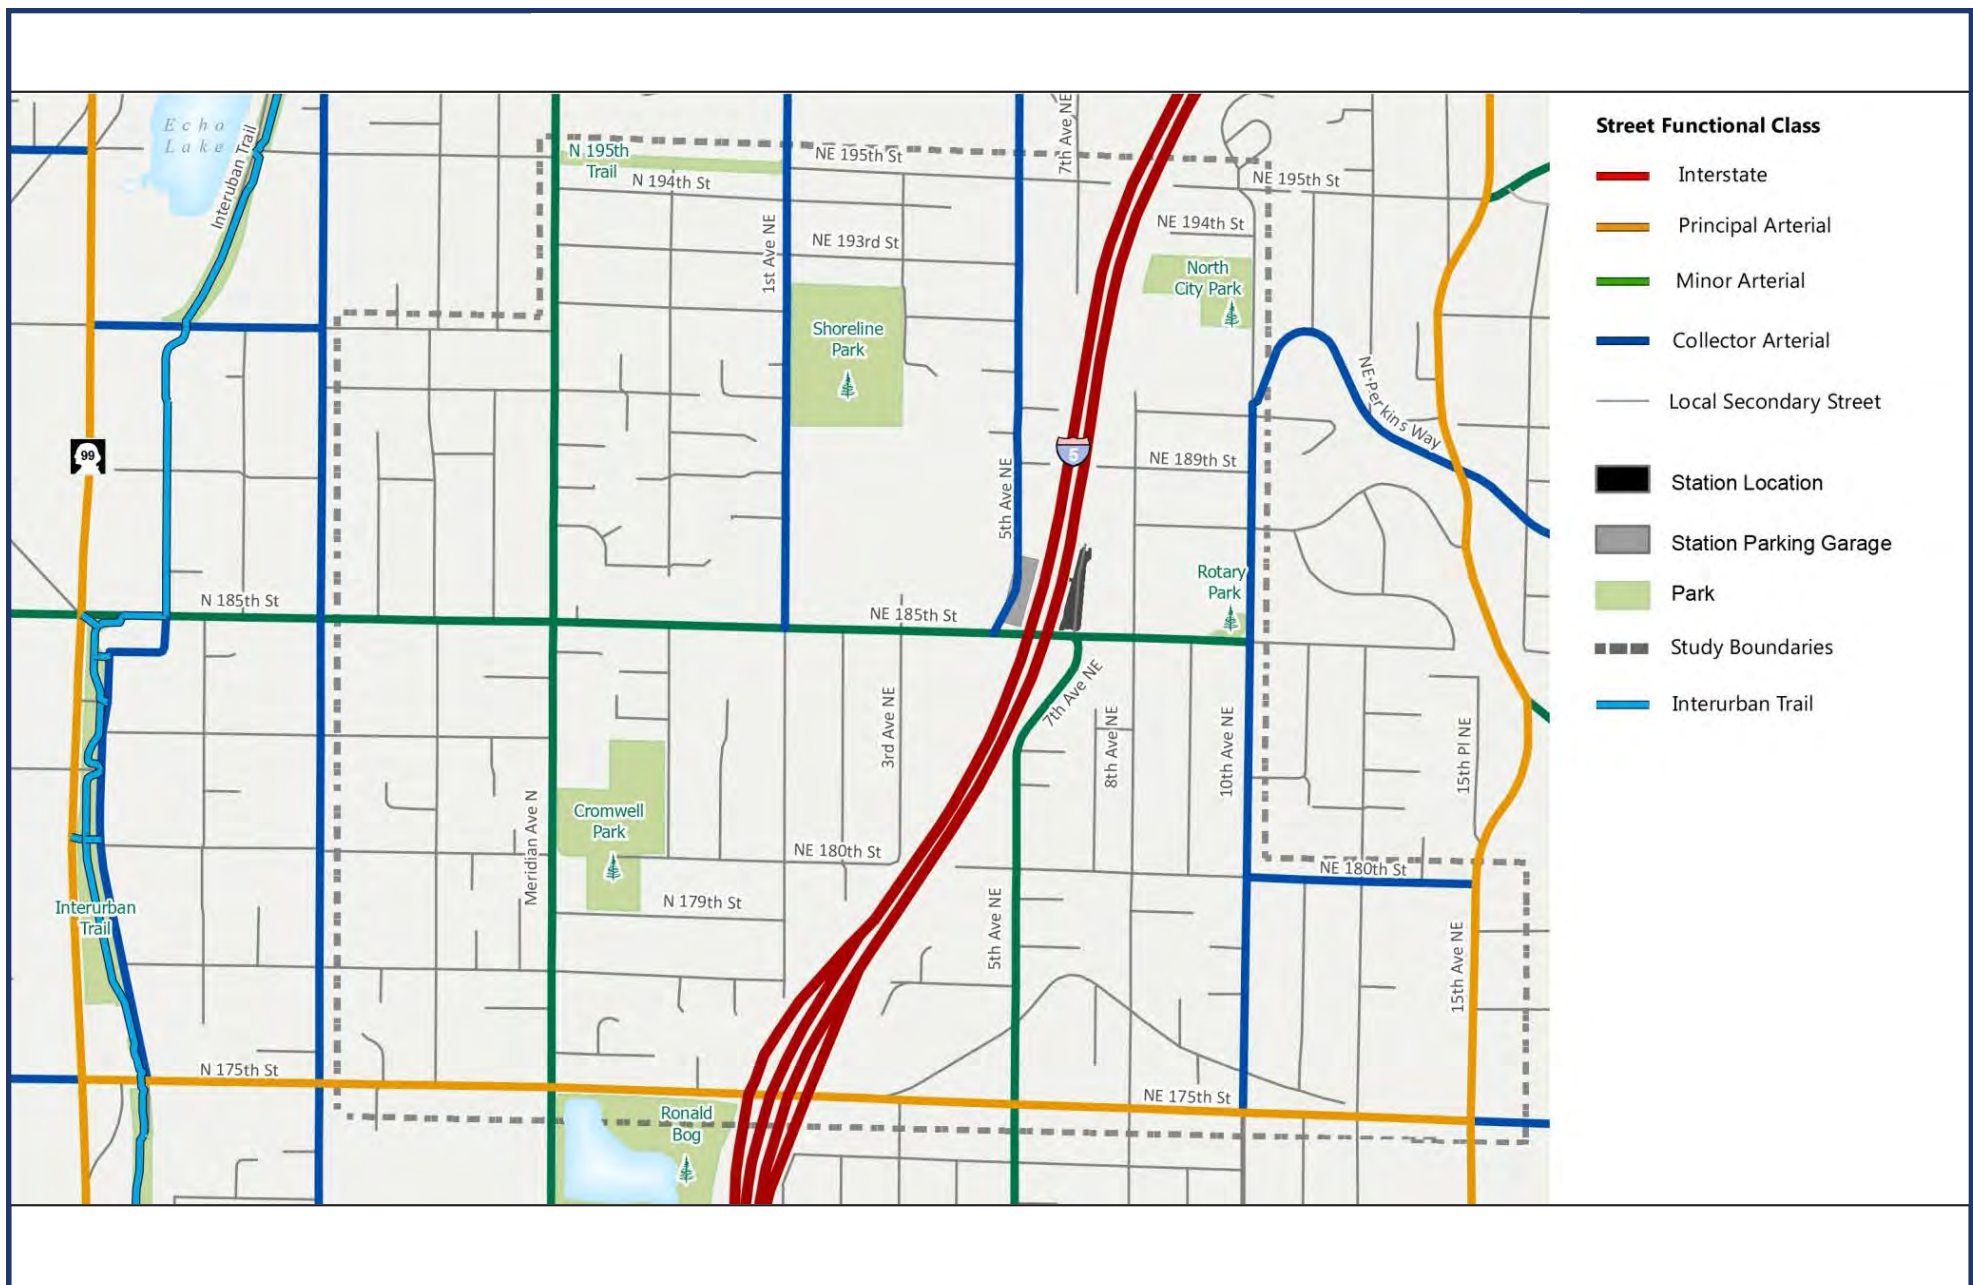 Echo
Lake
Interuban Trail
N 195th
Trail
N 194th St
NE 195th St
7th Ave NE
NE 195th St
NE 194th St
1st Ave NE
NE 193rd St
North
City Park
Shoreline
Park
NE Perkins Way
99
5
NE 189th St
5th Ave NE
Rotary
Park
N 185th St
NE 185th St
7th Ave NE
3rd Ave NE
8th Ave NE
10th Ave NE
15th Pl NE
Meridian Ave N
Cromwell
Park
NE 180th St
NE 180th St
N 179th St
Interurban
Trail
5th Ave NE
15th Ave NE
N 175th St
NE 175th St
Ronald
Bog
Street Functional Class
Interstate
Principal Arterial
Minor Arterial
Collector Arterial
Local Secondary Street
Station Location
Station Parking Garage
Park
Study Boundaries
Interurban Trail